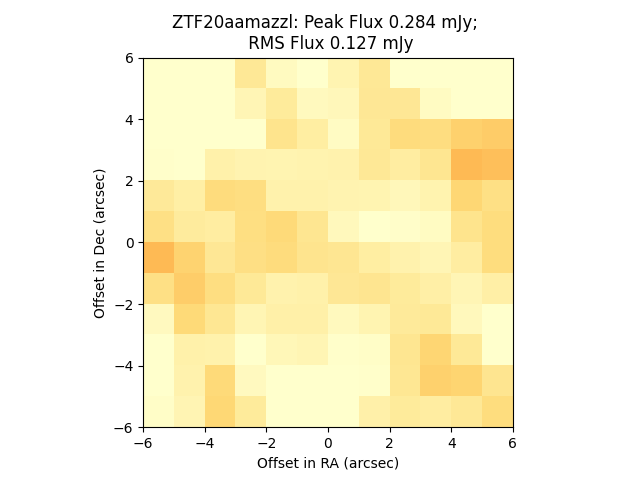 ZTF20aamazzl: Peak Flux 0.284 mJy;
RMS Flux 0.127 mJy
6
4
2
0
−2
−4
−6
Offset in Dec (arcsec)
−6 −4 −2 0 2 4 6
Offset in RA (arcsec)